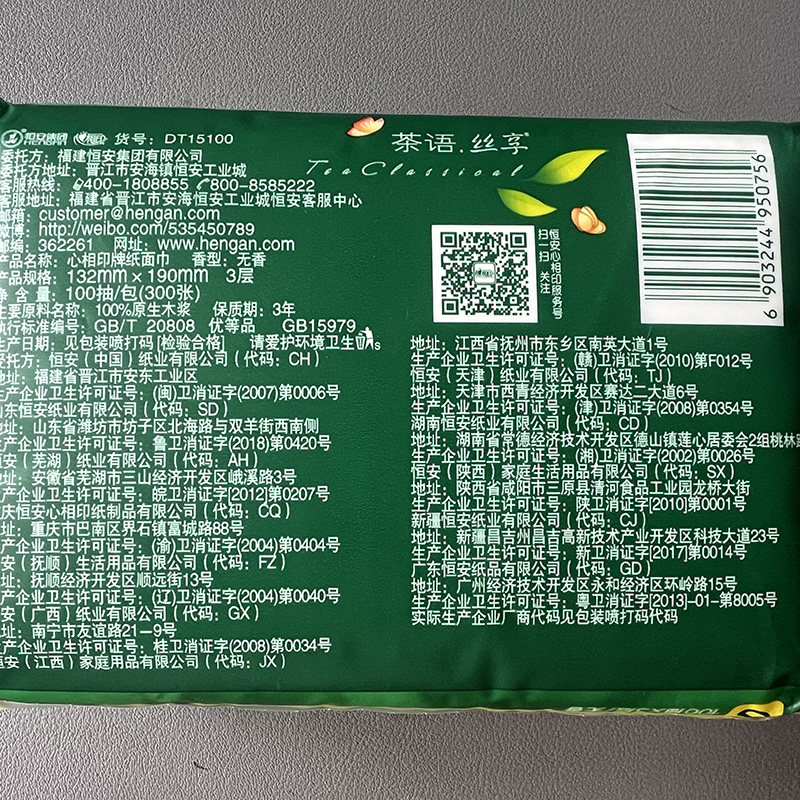 恒安集团 心相印 货号：DT15100
委托方：福建恒安集团有限公司
委托方地址：晋江市安海镇恒安工业城
客服热线：400-1808855 800-8585222
客服地址：福建省晋江市安海恒安工业城恒安客服中心
邮箱：customer@hengan.com
微博：http://weibo.com/535450789
邮编：362261 网址：www.hengan.com
产品名称：心相印牌纸面巾 香型：无香
产品规格：132mm×190mm 3层
净含量：100抽/包(300张)
主要原料名称：100%原生木浆 保质期：3年
执行标准编号：GB/T 20808 优等品 GB15979
生产日期：见包装喷打码[检验合格] 请爱护环境卫生
受托方：恒安（中国）纸业有限公司（代码：CH）
地址：福建省晋江市安东工业区
生产企业卫生许可证号：(闽)卫消证字(2007)第0006号
山东恒安纸业有限公司（代码：SD）
地址：山东省潍坊市坊子区北海路与双羊街西南侧
生产企业卫生许可证号：鲁卫消证字(2018)第0420号
恒安（芜湖）纸业有限公司（代码：AH）
地址：安徽省芜湖市三山经济开发区峨溪路3号
生产企业卫生许可证号：皖卫消证字[2012]第0207号
重庆恒安心相印纸制品有限公司（代码：CQ）
地址：重庆市巴南区界石镇富城路88号
生产企业卫生许可证号：(渝)卫消证字(2004)第0404号
恒安（抚顺）生活用品有限公司（代码：FZ）
地址：抚顺经济开发区顺远街13号
生产企业卫生许可证号：(辽)卫消证字(2004)第0040号
恒安（广西）纸业有限公司（代码：GX）
地址：南宁市友谊路21-9号
生产企业卫生许可证号：桂卫消证字(2008)第0034号
恒安（江西）家庭用品有限公司（代码：JX）
茶语.丝享
Tea Classical
恒安心相印服务号
扫一扫 关注
6 903244 950756
地址：江西省抚州市东乡区南英大道1号
生产企业卫生许可证号：(赣)卫消证字(2010)第F012号
恒安（天津）纸业有限公司（代码：TJ）
地址：天津市西青经济开发区赛达二大道6号
生产企业卫生许可证号：(津)卫消证字(2008)第0354号
湖南恒安纸业有限公司（代码：CD）
地址：湖南省常德经济技术开发区德山镇莲心居委会2组桃林路
生产企业卫生许可证号：(湘)卫消证字(2002)第0026号
恒安（陕西）家庭生活用品有限公司（代码：SX）
地址：陕西省咸阳市三原县清河食品工业园龙桥大街
生产企业卫生许可证号：陕卫消证字[2010]第0001号
新疆恒安纸业有限公司（代码：CJ）
地址：新疆昌吉州昌吉高新技术产业开发区科技大道23号
生产企业卫生许可证号：新卫消证字[2017]第0014号
广东恒安纸品有限公司（代码：GD）
地址：广州经济技术开发区永和经济区环岭路15号
生产企业卫生许可证号：粤卫消证字[2013]-01-第8005号
实际生产企业厂商代码见包装喷打码代码